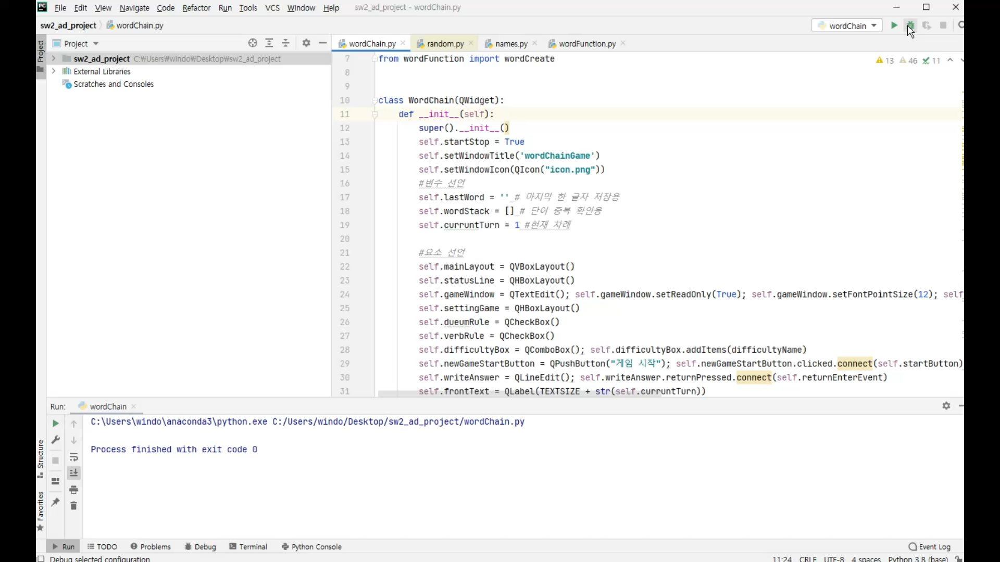 PC File Edit View Navigate Code Refactor Run Tools VCS Window Help sw2_ad_project - wordChain.py
sw2_ad_project wordChain.py wordChain
Project wordChain.py random.py names.py wordFunction.py
Project
sw2_ad_project C:₩Users₩windo₩Desktop₩sw2_ad_project
External Libraries
Scratches and Consoles
13 46 11
7 from wordFunction import wordCreate
8
9
10 class WordChain(QWidget):
11 def __init__(self):
12 super().__init__()
13 self.startStop = True
14 self.setWindowTitle('wordChainGame')
15 self.setWindowIcon(QIcon("icon.png"))
16 #변수 선언
17 self.lastWord = '' # 마지막 한 글자 저장용
18 self.wordStack = [] # 단어 중복 확인용
19 self.curruntTurn = 1 #현재 차례
20
21 #요소 선언
22 self.mainLayout = QVBoxLayout()
23 self.statusLine = QHBoxLayout()
24 self.gameWindow = QTextEdit(); self.gameWindow.setReadOnly(True); self.gameWindow.setFontPointSize(12); self
25 self.settingGame = QHBoxLayout()
26 self.dueumRule = QCheckBox()
27 self.verbRule = QCheckBox()
28 self.difficultyBox = QComboBox(); self.difficultyBox.addItems(difficultyName)
29 self.newGameStartButton = QPushButton("게임 시작"); self.newGameStartButton.clicked.connect(self.startButton)
30 self.writeAnswer = QLineEdit(); self.writeAnswer.returnPressed.connect(self.returnEnterEvent)
31 self.frontText = QLabel(TEXTSIZE + str(self.curruntTurn))
Run: wordChain
C:\Users\windo\anaconda3\python.exe C:/Users/windo/Desktop/sw2_ad_project/wordChain.py
Process finished with exit code 0
Structure
Favorites
Run TODO Problems Debug Terminal Python Console Event Log
Debug selected configuration 11:24 CRLF UTF-8 4 spaces Python 3.8 (base)